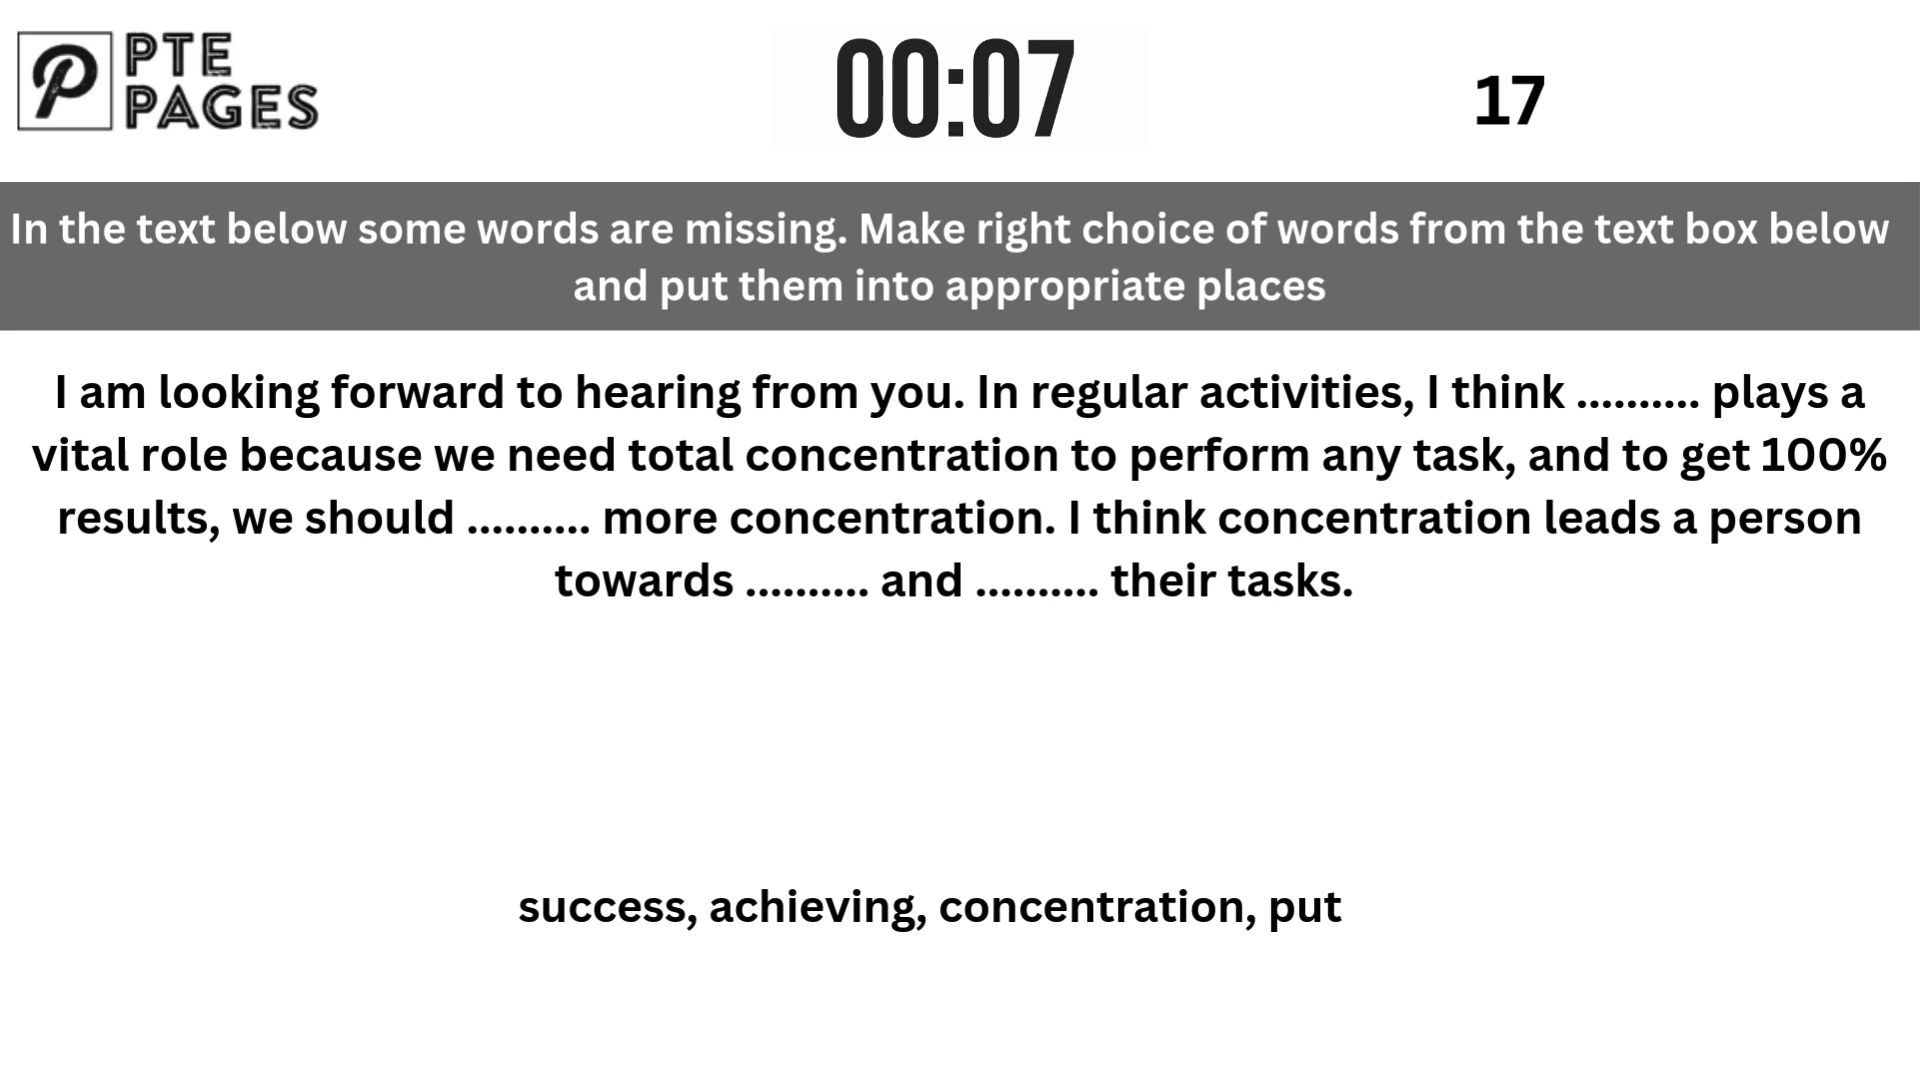 PTE
PAGES
00:07
17
In the text below some words are missing. Make right choice of words from the text box below
and put them into appropriate places
I am looking forward to hearing from you. In regular activities, I think .......... plays a
vital role because we need total concentration to perform any task, and to get 100%
results, we should .......... more concentration. I think concentration leads a person
towards .......... and .......... their tasks.
success, achieving, concentration, put